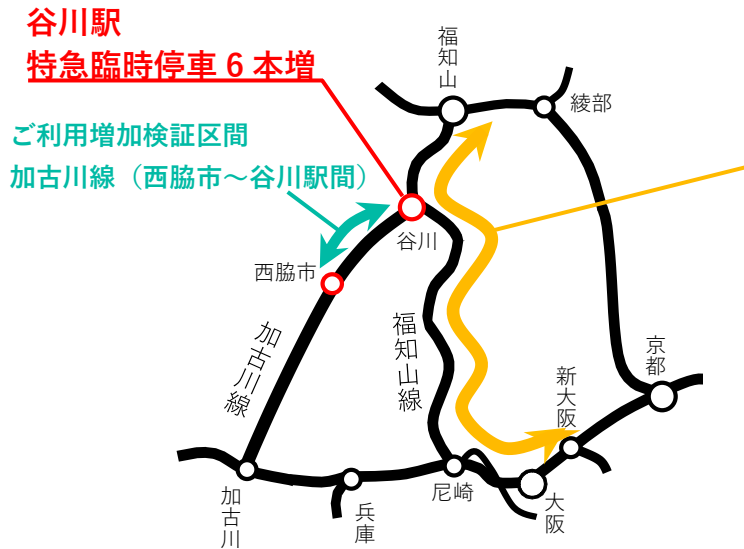 谷川駅
特急臨時停車６本増
ご利用増加検証区間
加古川線（西脇市～谷川駅間）
福知山
綾部
谷川
西脇市
加古川線
福知山線
京都
新大阪
尼崎
大阪
兵庫
加古川